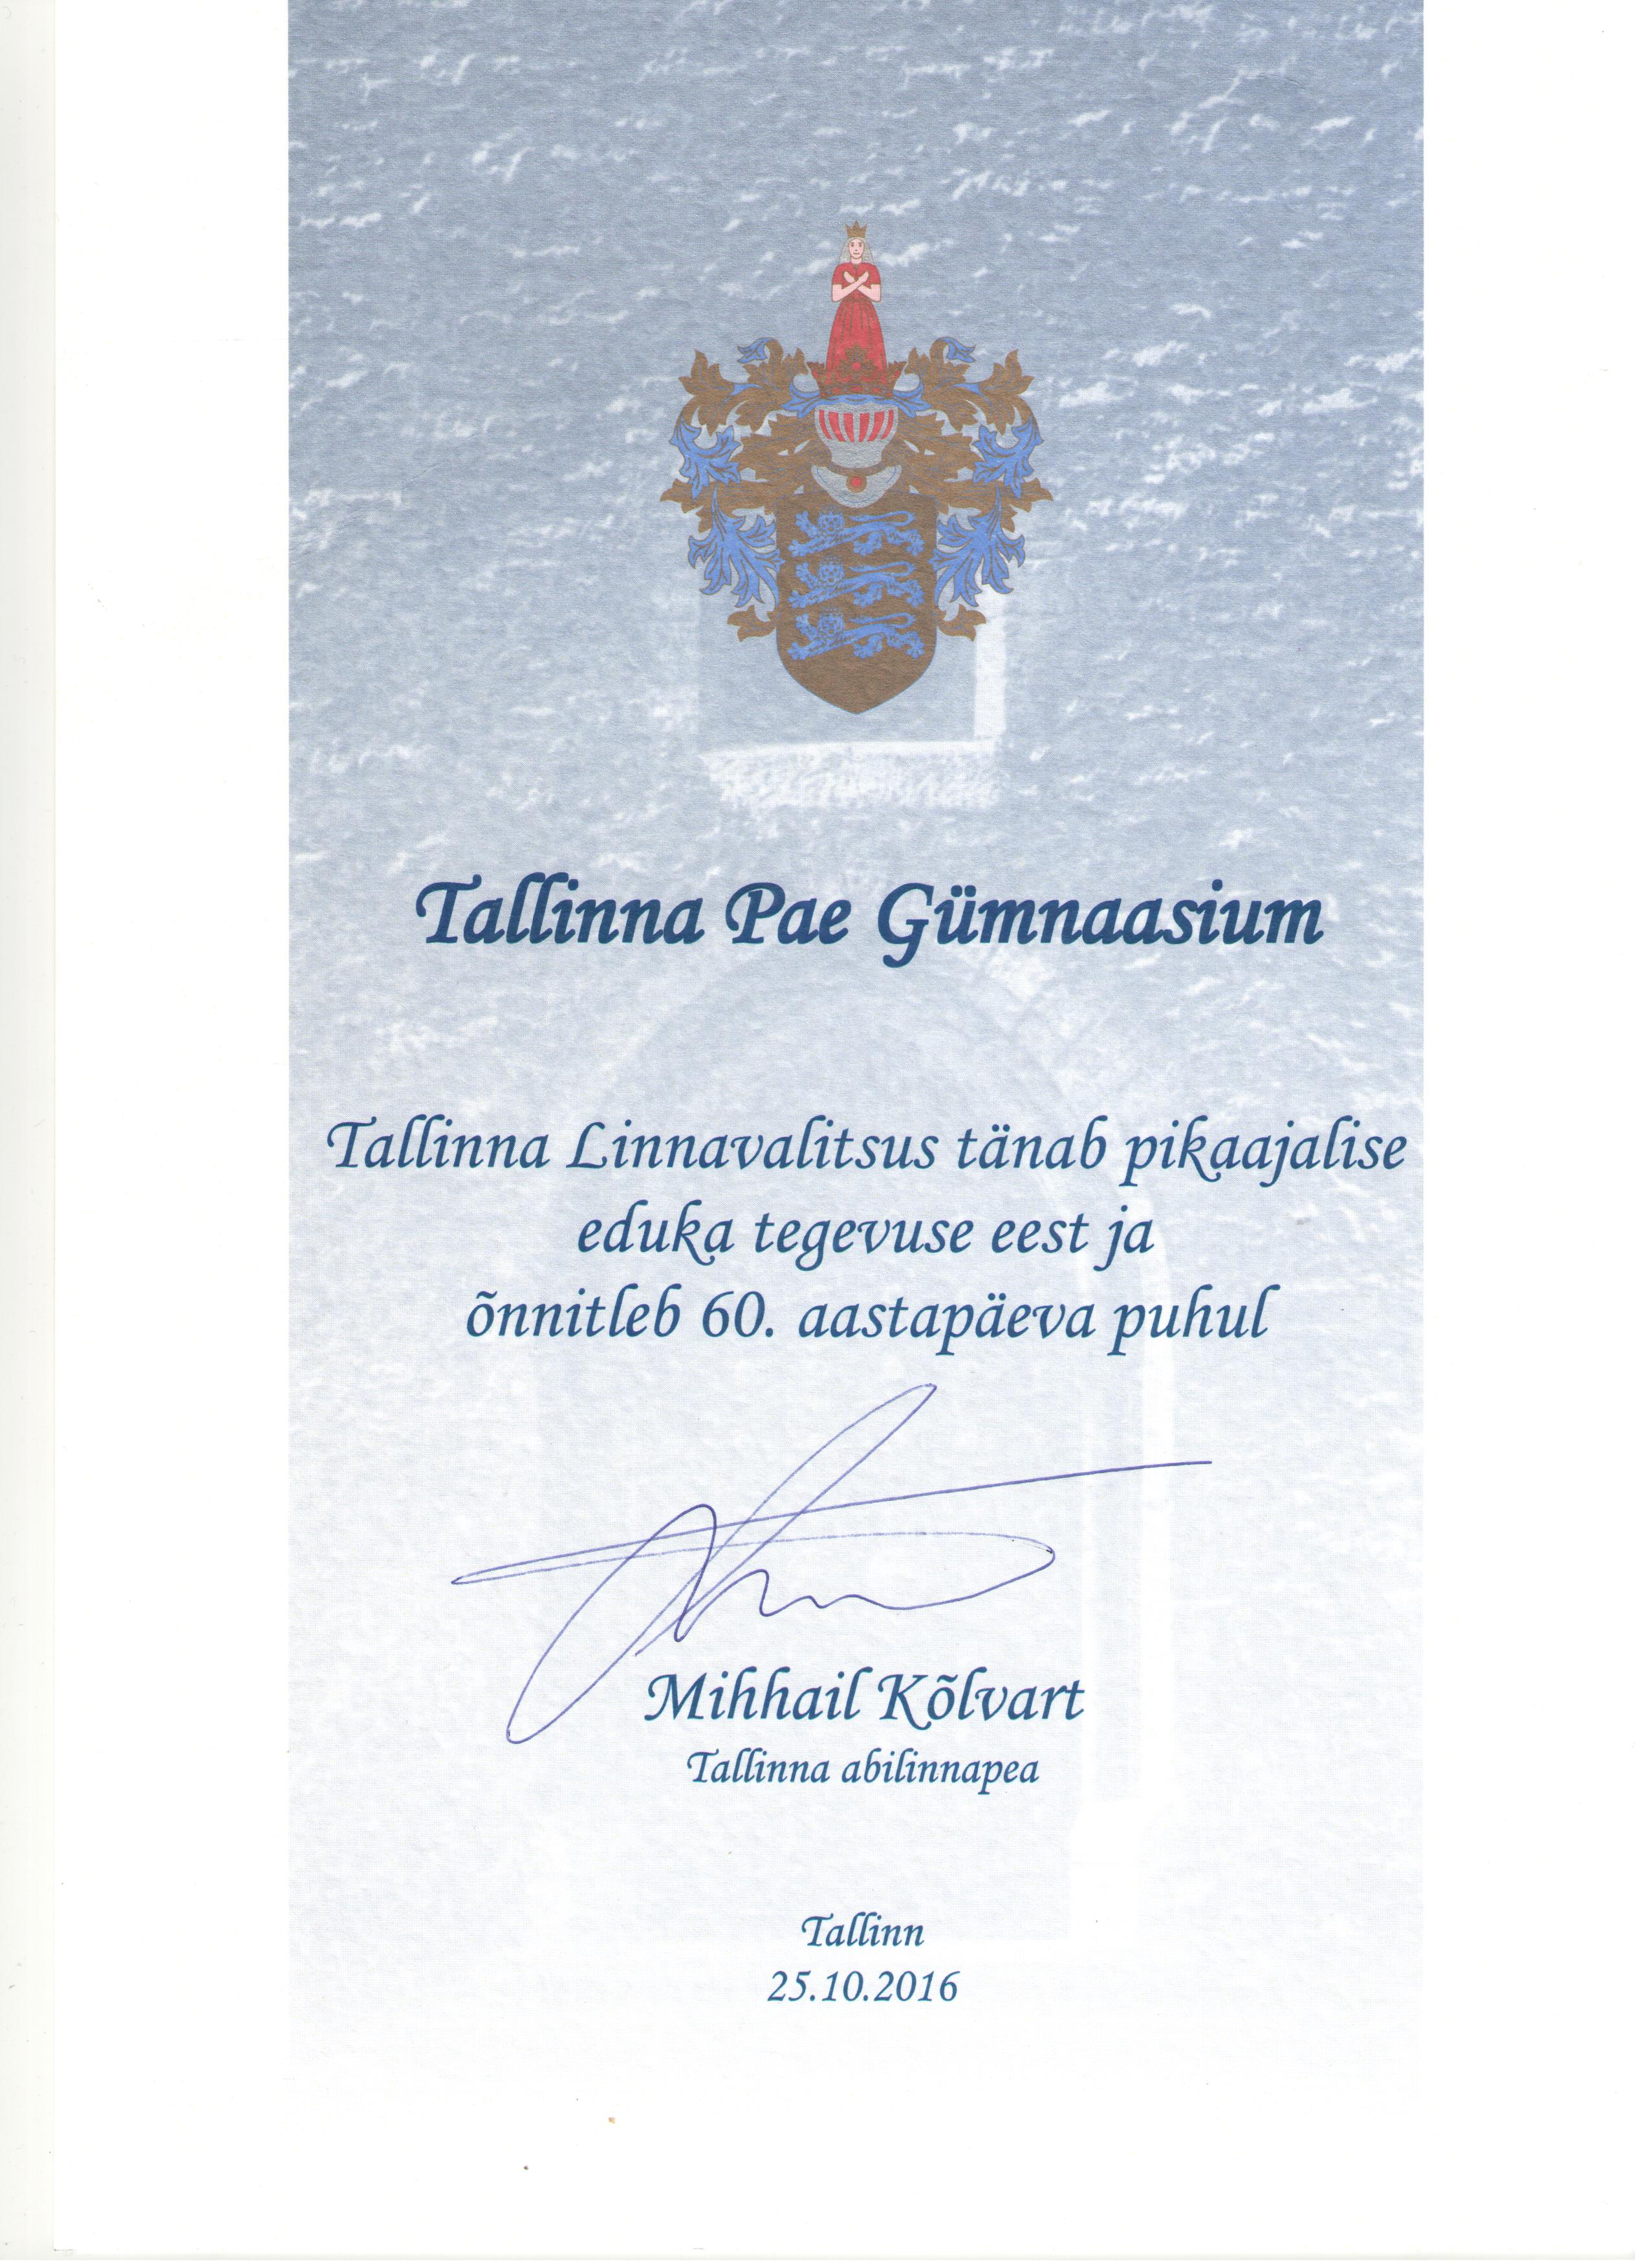 Tallinna Pae Gümnaasium
Tallinna Linnavalitsus tänab pikaajalise
eduka tegevuse eest ja
õnnitleb 60. aastapäeva puhul
Mihhail Kõlvart
Tallinna abilinnapea
Tallinn
25.10.2016